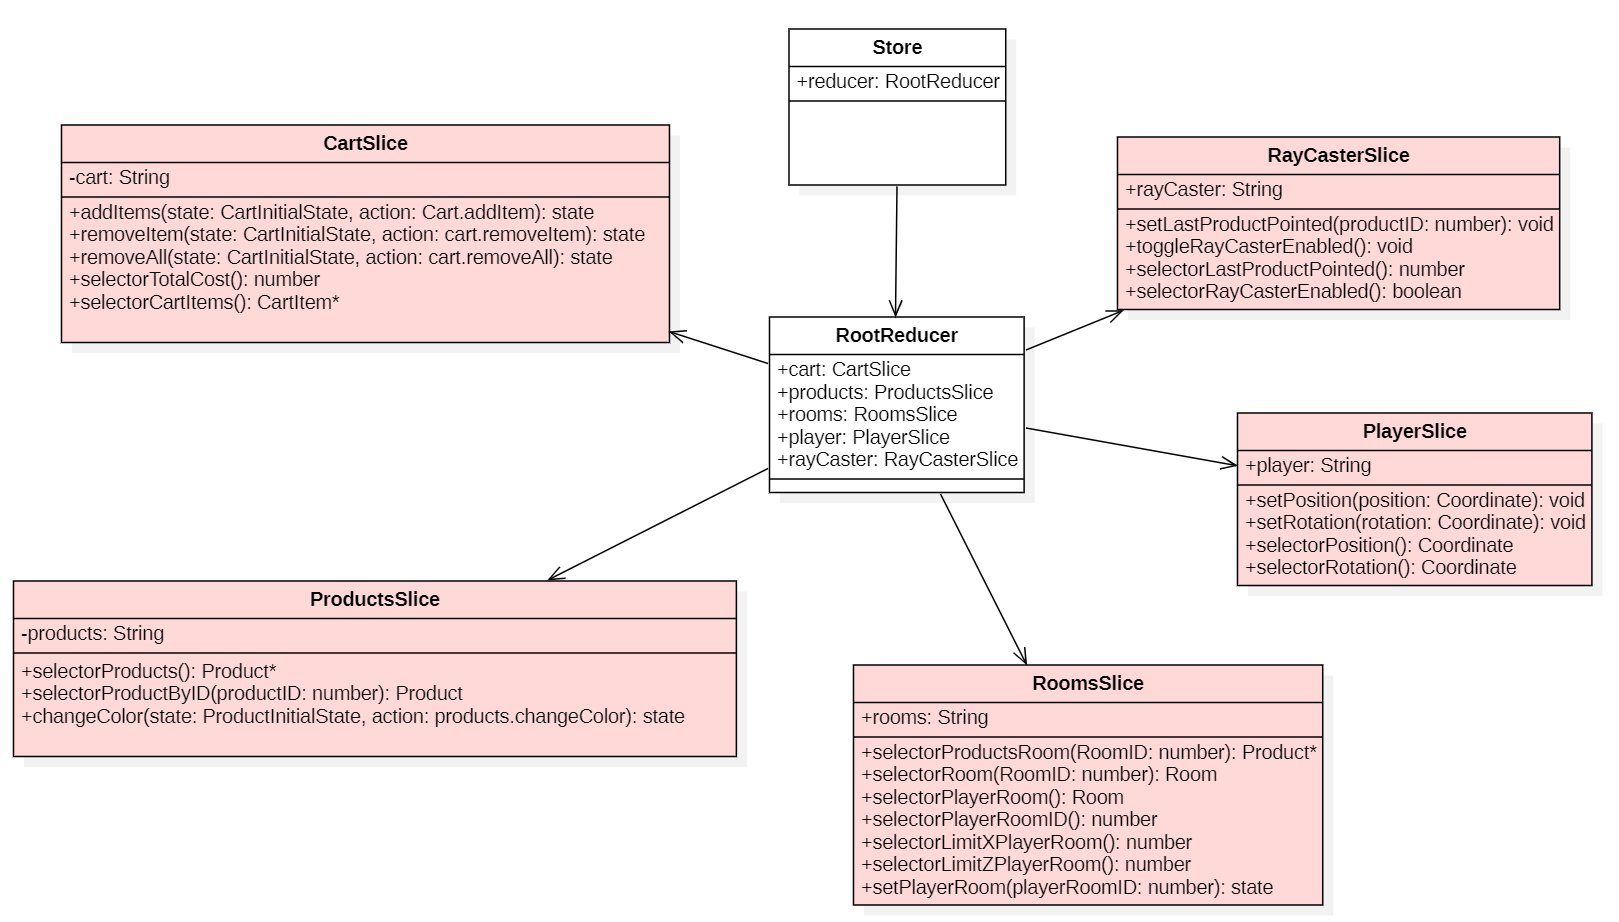 Store
+reducer: RootReducer
CartSlice
-cart: String
+addItems(state: CartInitialState, action: Cart.addItem): state
+removeItem(state: CartInitialState, action: cart.removeItem): state
+removeAll(state: CartInitialState, action: cart.removeAll): state
+selectorTotalCost(): number
+selectorCartItems(): CartItem*
RayCasterSlice
+rayCaster: String
+setLastProductPointed(productID: number): void
+toggleRayCasterEnabled(): void
+selectorLastProductPointed(): number
+selectorRayCasterEnabled(): boolean
RootReducer
+cart: CartSlice
+products: ProductsSlice
+rooms: RoomsSlice
+player: PlayerSlice
+rayCaster: RayCasterSlice
PlayerSlice
+player: String
+setPosition(position: Coordinate): void
+setRotation(rotation: Coordinate): void
+selectorPosition(): Coordinate
+selectorRotation(): Coordinate
ProductsSlice
-products: String
+selectorProducts(): Product*
+selectorProductByID(productID: number): Product
+changeColor(state: ProductInitialState, action: products.changeColor): state
RoomsSlice
+rooms: String
+selectorProductsRoom(RoomID: number): Product*
+selectorRoom(RoomID: number): Room
+selectorPlayerRoom(): Room
+selectorPlayerRoomID(): number
+selectorLimitXPlayerRoom(): number
+selectorLimitZPlayerRoom(): number
+setPlayerRoom(playerRoomID: number): state